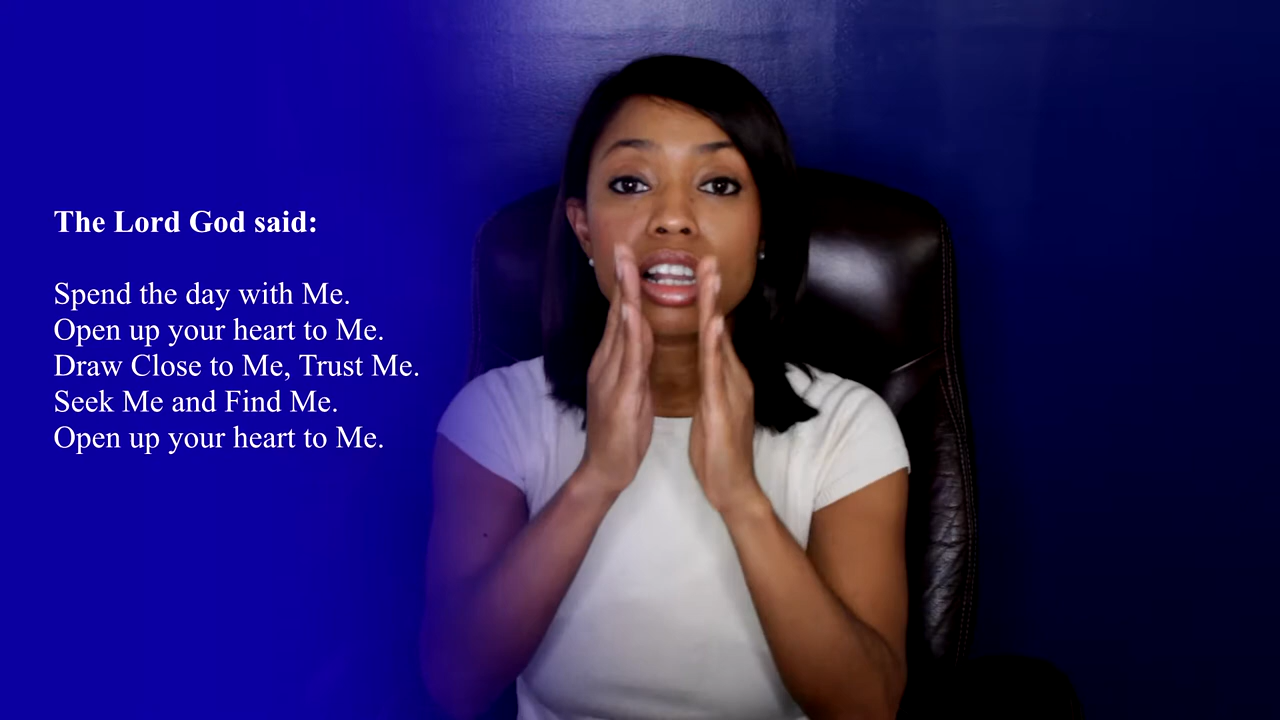 The Lord God said:
Spend the day with Me.
Open up your heart to Me.
Draw Close to Me, Trust Me.
Seek Me and Find Me.
Open up your heart to Me.